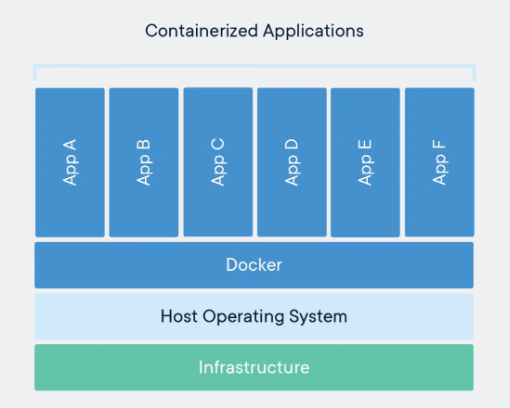 Containerized Applications
App A
App B
App C
App D
App E
App F
Docker
Host Operating System
Infrastructure